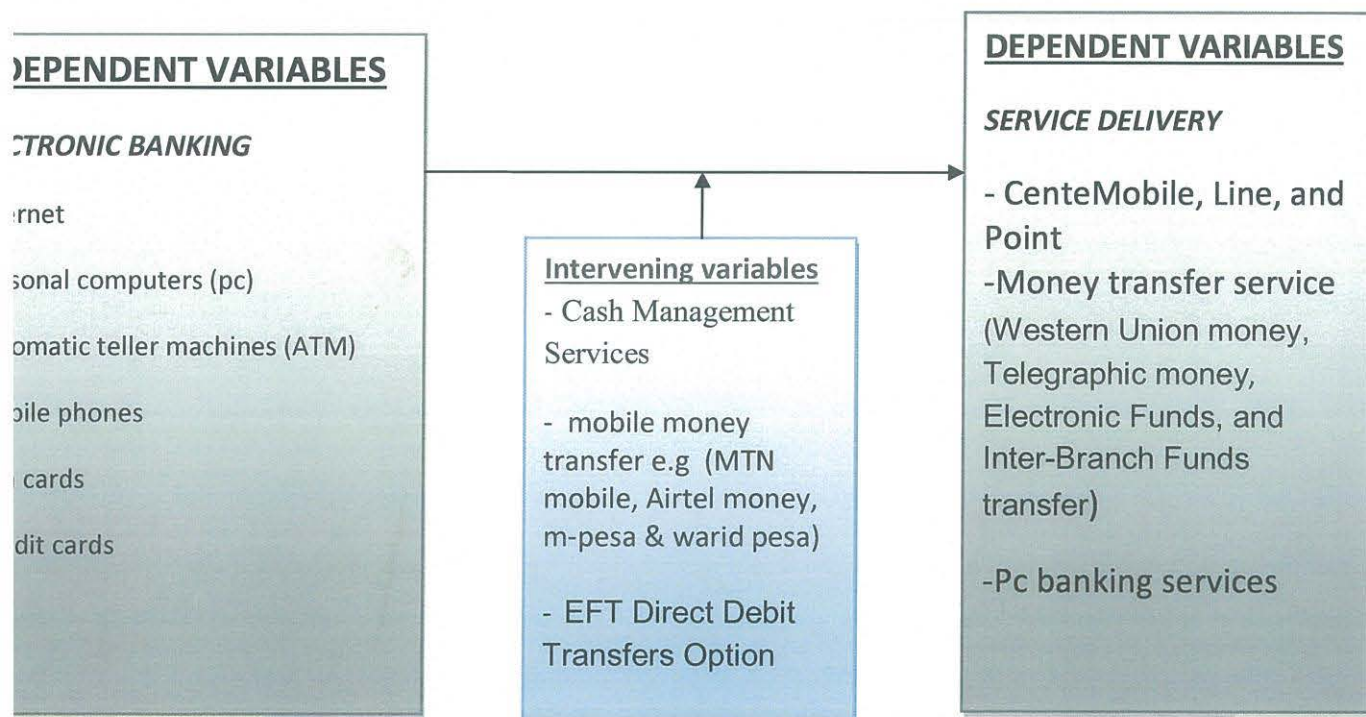 DEPENDENT VARIABLES
CTRONIC BANKING
ernet
sonal computers (pc)
omatic teller machines (ATM)
bile phones
cards
dit cards
Intervening variables
- Cash Management
Services
- mobile money
transfer e.g (MTN
mobile, Airtel money,
m-pesa & warid pesa)
- EFT Direct Debit
Transfers Option
DEPENDENT VARIABLES
SERVICE DELIVERY
- CenteMobile, Line, and
Point
-Money transfer service
(Western Union money,
Telegraphic money,
Electronic Funds, and
Inter-Branch Funds
transfer)
-Pc banking services